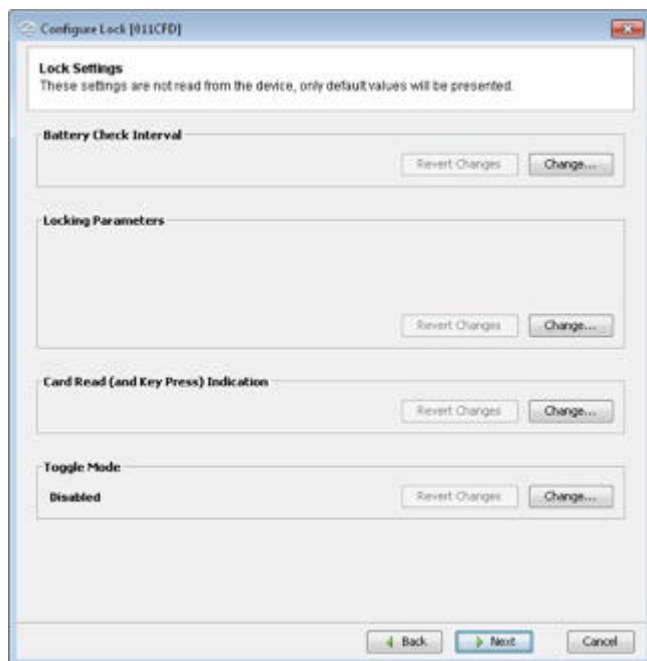 Configure Lock [011CFD]
Lock Settings
These settings are not read from the device, only default values will be presented.
Battery Check Interval
Revert Changes Change...
Locking Parameters
Revert Changes Change...
Card Read (and Key Press) Indication
Revert Changes Change...
Toggle Mode
Disabled Revert Changes Change...
Back Next Cancel